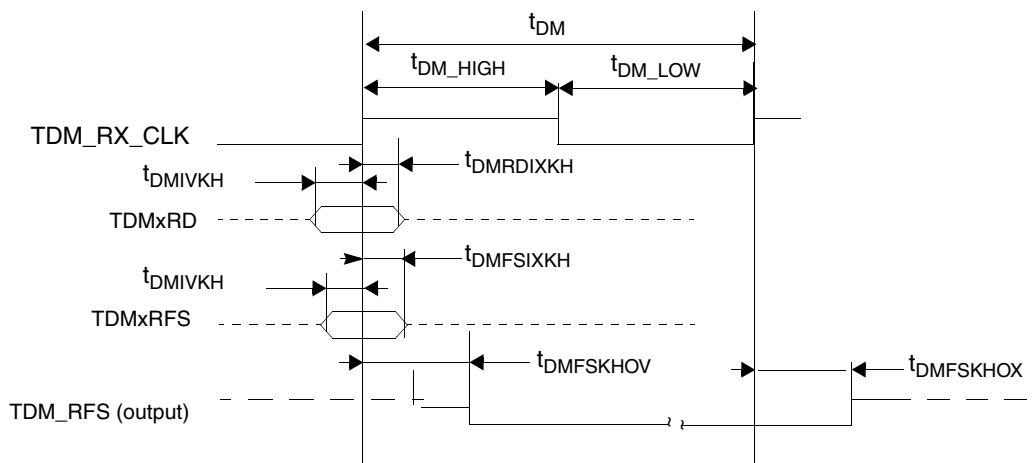 tDM
tDM_HIGH
tDM_LOW
TDM_RX_CLK
tDMRDIXKH
tDMIVKH
TDMxRD
tDMFSIXKH
tDMIVKH
TDMxRFS
tDMFSKHOV
tDMFSKHOX
TDM_RFS (output)